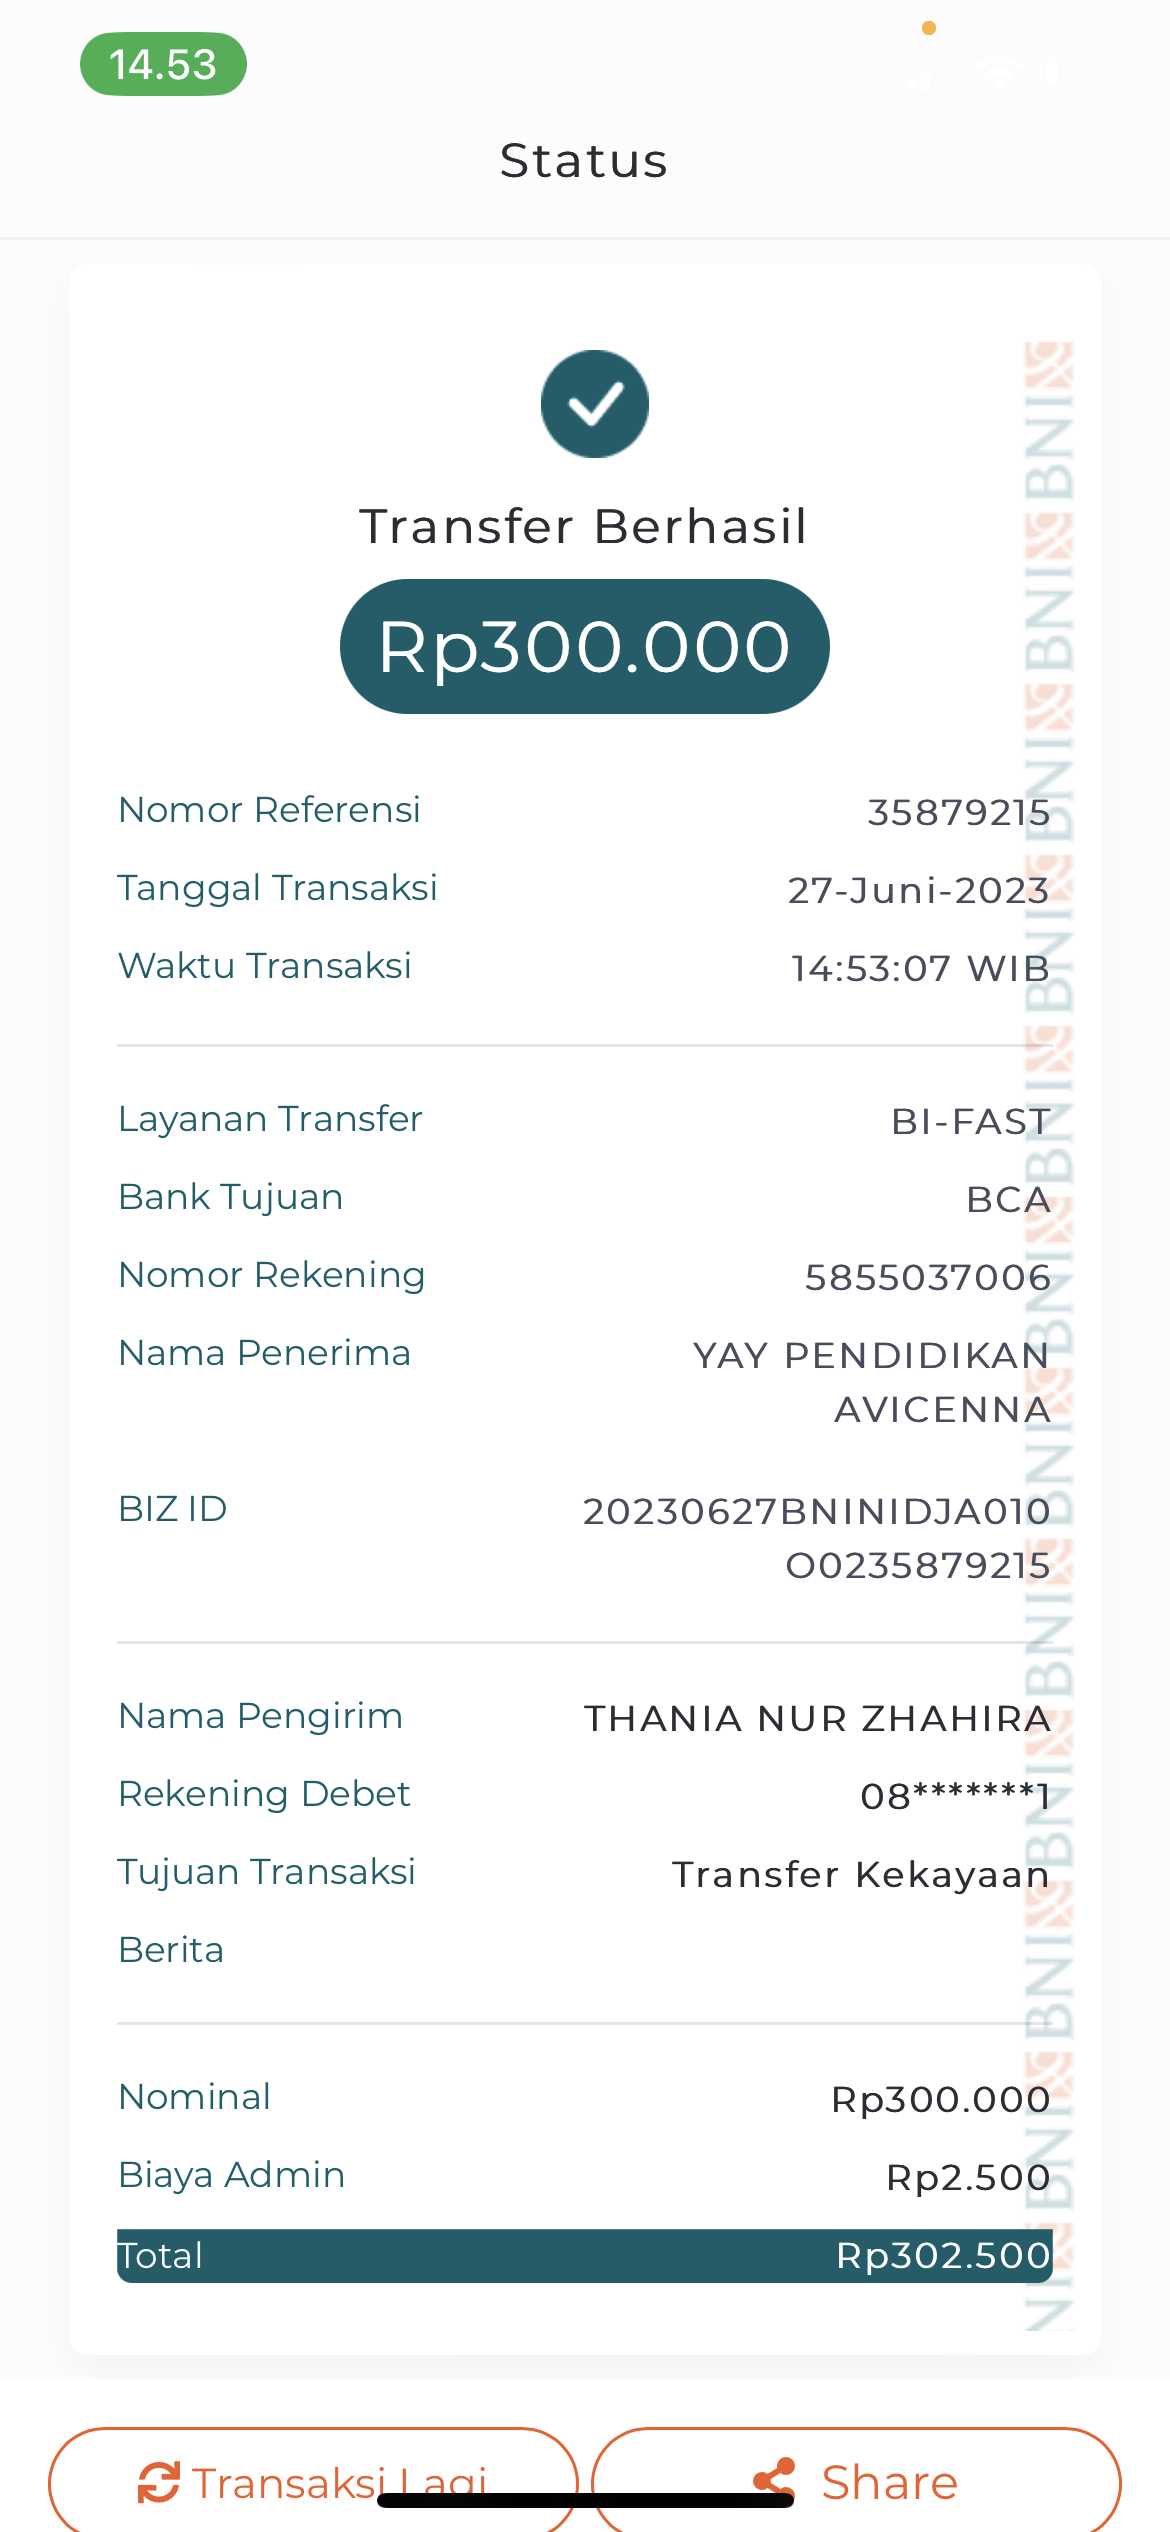 14.53
Status
Transfer Berhasil
Rp300.000
Nomor Referensi 35879215
Tanggal Transaksi 27-Juni-2023
Waktu Transaksi 14:53:07 WIB
Layanan Transfer BI-FAST
Bank Tujuan BCA
Nomor Rekening 5855037006
Nama Penerima YAY PENDIDIKAN
AVICENNA
BIZ ID 20230627BNINIDJA010
O0235879215
Nama Pengirim THANIA NUR ZHAHIRA
Rekening Debet 08*******1
Tujuan Transaksi Transfer Kekayaan
Berita
Nominal Rp300.000
Biaya Admin Rp2.500
Total Rp302.500
Transaksi Lagi Share
BNI BNI BNI BNI BNI BNI BNI BNI BNI BNI BNI NI